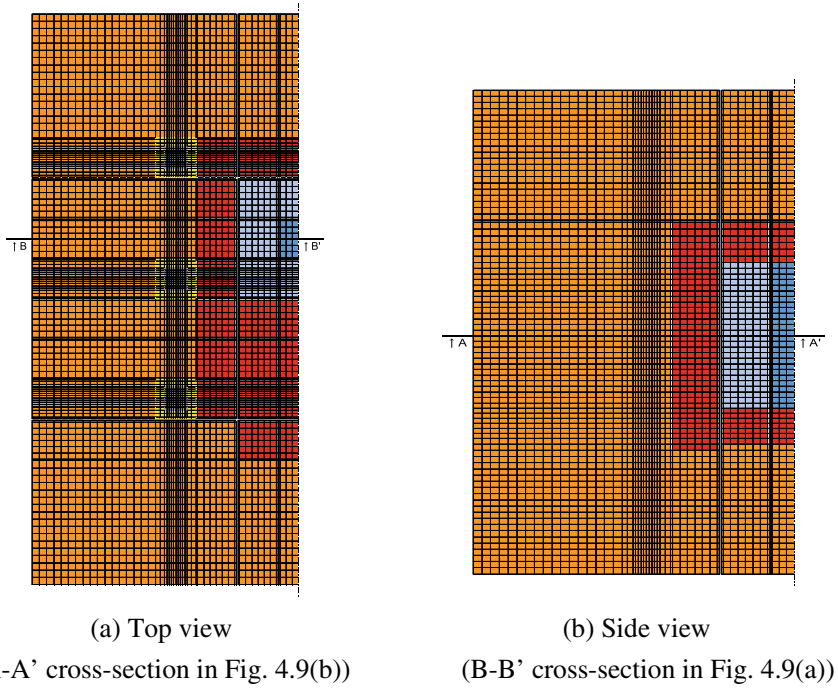 ↑B
↑B'
↑A
↑A'
(a) Top view
-A’ cross-section in Fig. 4.9(b))
(b) Side view
(B-B’ cross-section in Fig. 4.9(a))